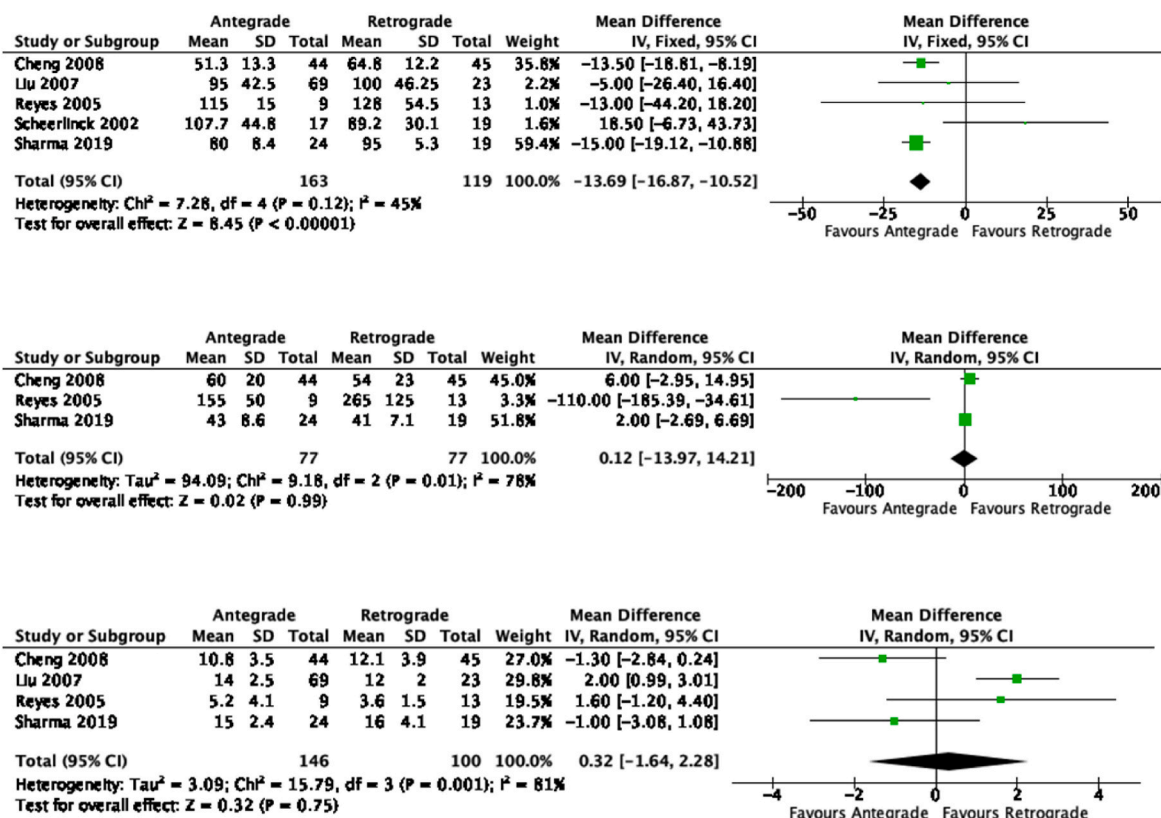 Antegrade Retrograde Mean Difference Mean Difference
Study or Subgroup Mean SD Total Mean SD Total Weight IV, Fixed, 95% CI IV, Fixed, 95% CI
Cheng 2008 51.3 13.3 44 64.8 12.2 45 35.8% −13.50 [−18.81, −8.19]
Liu 2007 95 42.5 69 100 46.25 23 2.2% −5.00 [−26.40, 16.40]
Reyes 2005 115 15 9 128 54.5 13 1.0% −13.00 [−44.20, 18.20]
Scheerlinck 2002 107.7 44.8 17 89.2 30.1 19 1.6% 18.50 [−6.73, 43.73]
Sharma 2019 80 8.4 24 95 5.3 19 59.4% −15.00 [−19.12, −10.88]
Total (95% CI) 163 119 100.0% −13.69 [−16.87, −10.52]
Heterogeneity: Chi² = 7.28, df = 4 (P = 0.12); I² = 45%
Test for overall effect: Z = 8.45 (P < 0.00001)
−50 −25 0 25 50
Favours Antegrade Favours Retrograde
Antegrade Retrograde Mean Difference Mean Difference
Study or Subgroup Mean SD Total Mean SD Total Weight IV, Random, 95% CI IV, Random, 95% CI
Cheng 2008 60 20 44 54 23 45 45.0% 6.00 [−2.95, 14.95]
Reyes 2005 155 50 9 265 125 13 3.3% −110.00 [−185.39, −34.61]
Sharma 2019 43 8.6 24 41 7.1 19 51.8% 2.00 [−2.69, 6.69]
Total (95% CI) 77 77 100.0% 0.12 [−13.97, 14.21]
Heterogeneity: Tau² = 94.09; Chi² = 9.18, df = 2 (P = 0.01); I² = 78%
Test for overall effect: Z = 0.02 (P = 0.99)
−200 −100 0 100 200
Favours Antegrade Favours Retrograde
Antegrade Retrograde Mean Difference Mean Difference
Study or Subgroup Mean SD Total Mean SD Total Weight IV, Random, 95% CI IV, Random, 95% CI
Cheng 2008 10.8 3.5 44 12.1 3.9 45 27.0% −1.30 [−2.84, 0.24]
Liu 2007 14 2.5 69 12 2 23 29.8% 2.00 [0.99, 3.01]
Reyes 2005 5.2 4.1 9 3.6 1.5 13 19.5% 1.60 [−1.20, 4.40]
Sharma 2019 15 2.4 24 16 4.1 19 23.7% −1.00 [−3.08, 1.08]
Total (95% CI) 146 100 100.0% 0.32 [−1.64, 2.28]
Heterogeneity: Tau² = 3.09; Chi² = 15.79, df = 3 (P = 0.001); I² = 81%
Test for overall effect: Z = 0.32 (P = 0.75)
−4 −2 0 2 4
Favours Antegrade Favours Retrograde